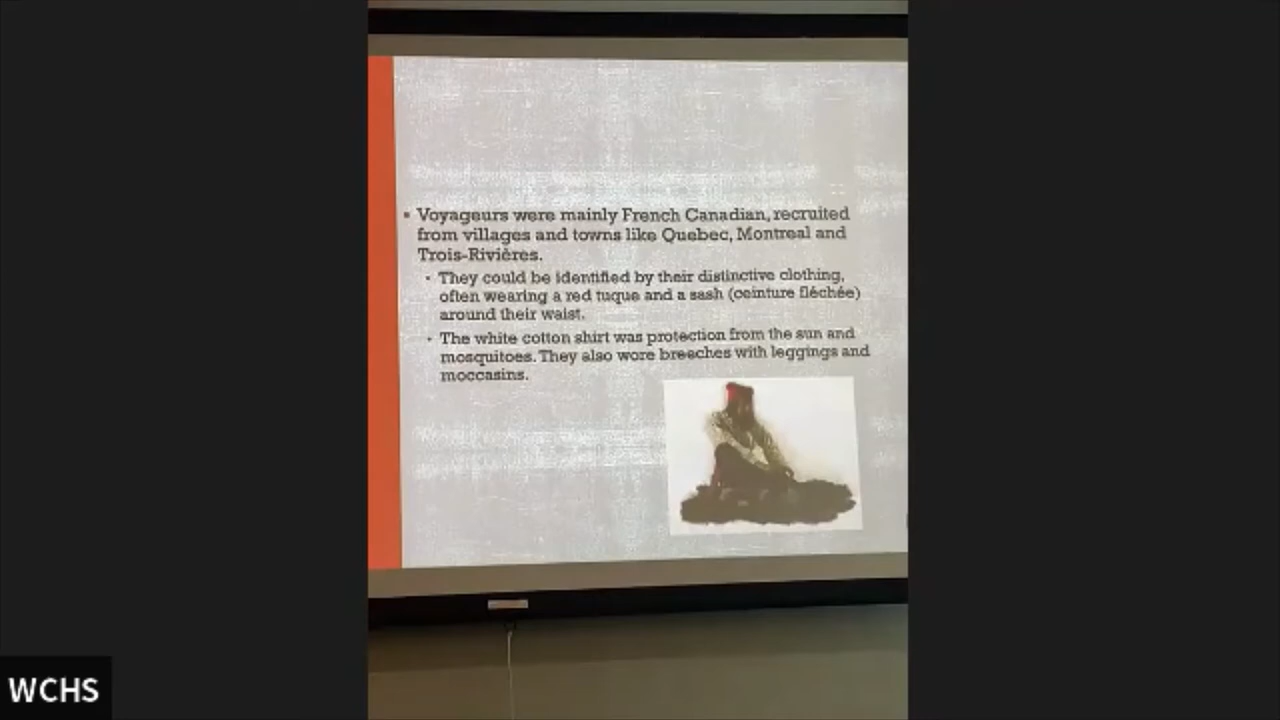 ▪ Voyageurs were mainly French Canadian, recruited
from villages and towns like Quebec, Montreal and
Trois-Rivières.
▪ They could be identified by their distinctive clothing,
often wearing a red tuque and a sash (ceinture fléchée)
around their waist.
▪ The white cotton shirt was protection from the sun and
mosquitoes. They also wore breeches with leggings and
moccasins.
WCHS